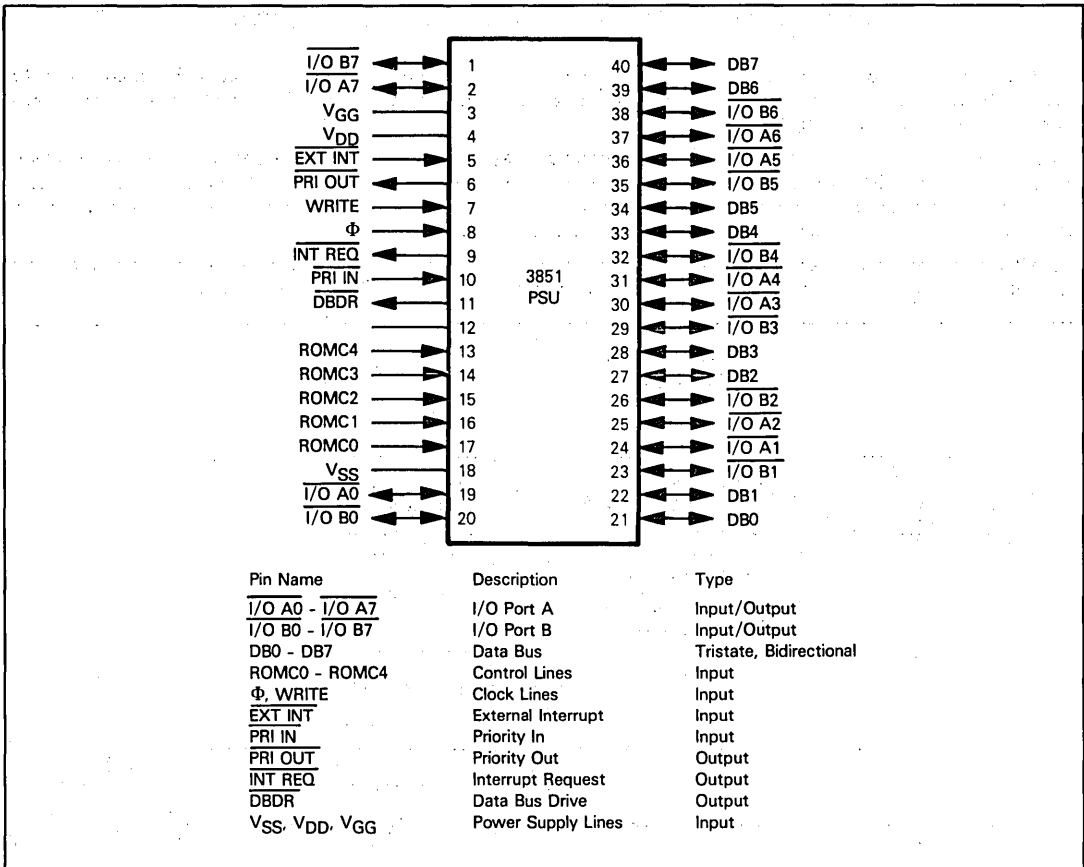 I/O B7 1 40 DB7
I/O A7 2 39 DB6
VGG 3 38 I/O B6
VDD 4 37 I/O A6
EXT INT 5 36 I/O A5
PRI OUT 6 35 I/O B5
WRITE 7 34 DB5
Φ 8 33 DB4
INT REQ 9 32 I/O B4
PRI IN 10 3851 31 I/O A4
DBDR 11 PSU 30 I/O A3
12 29 I/O B3
ROMC4 13 28 DB3
ROMC3 14 27 DB2
ROMC2 15 26 I/O B2
ROMC1 16 25 I/O A2
ROMC0 17 24 I/O A1
VSS 18 23 I/O B1
I/O A0 19 22 DB1
I/O B0 20 21 DB0
Pin Name Description Type
I/O A0 - I/O A7 I/O Port A Input/Output
I/O B0 - I/O B7 I/O Port B Input/Output
DB0 - DB7 Data Bus Tristate, Bidirectional
ROMC0 - ROMC4 Control Lines Input
Φ, WRITE Clock Lines Input
EXT INT External Interrupt Input
PRI IN Priority In Input
PRI OUT Priority Out Output
INT REQ Interrupt Request Output
DBDR Data Bus Drive Output
VSS, VDD, VGG Power Supply Lines Input